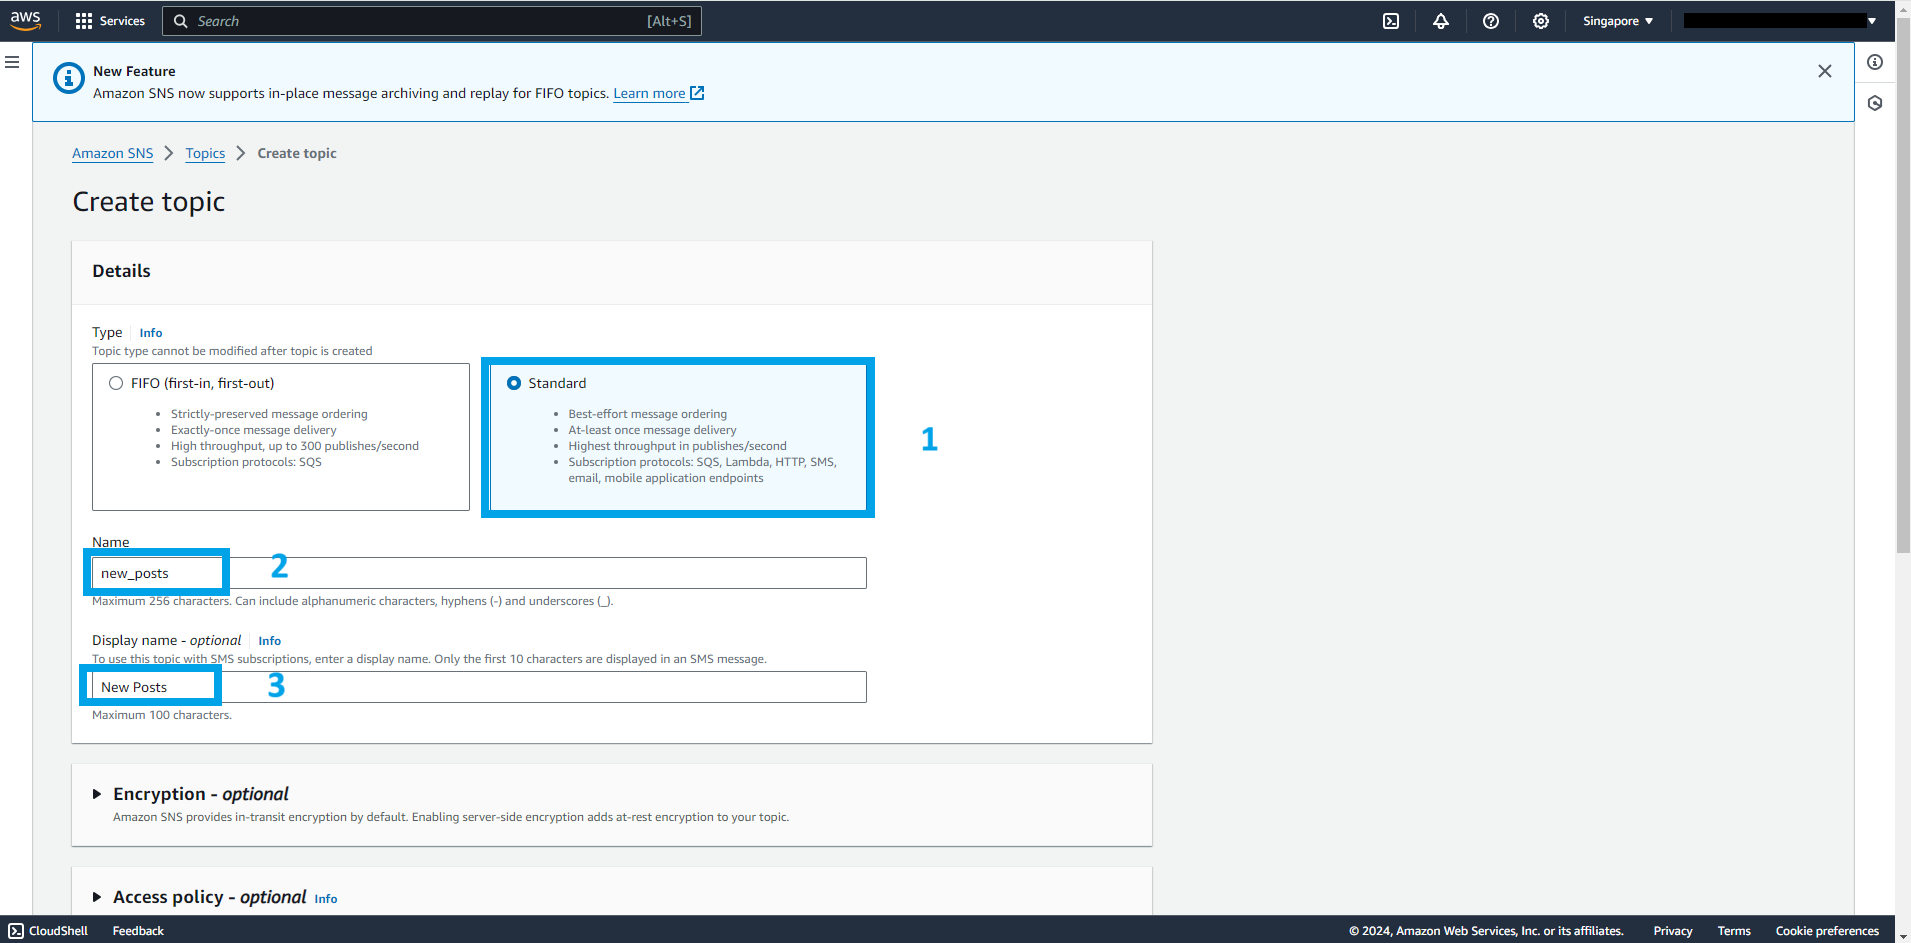 aws Services Search [Alt+S] Singapore
New Feature
Amazon SNS now supports in-place message archiving and replay for FIFO topics. Learn more
Amazon SNS Topics Create topic
Create topic
Details
Type Info
Topic type cannot be modified after topic is created
FIFO (first-in, first-out)
Strictly-preserved message ordering
Exactly-once message delivery
High throughput, up to 300 publishes/second
Subscription protocols: SQS
Standard
Best-effort message ordering
At-least once message delivery
Highest throughput in publishes/second
Subscription protocols: SQS, Lambda, HTTP, SMS,
email, mobile application endpoints
1
Name
new_posts
2
Maximum 256 characters. Can include alphanumeric characters, hyphens (-) and underscores (_).
Display name - optional Info
To use this topic with SMS subscriptions, enter a display name. Only the first 10 characters are displayed in an SMS message.
New Posts
3
Maximum 100 characters.
Encryption - optional
Amazon SNS provides in-transit encryption by default. Enabling server-side encryption adds at-rest encryption to your topic.
Access policy - optional Info
CloudShell Feedback © 2024, Amazon Web Services, Inc. or its affiliates. Privacy Terms Cookie preferences